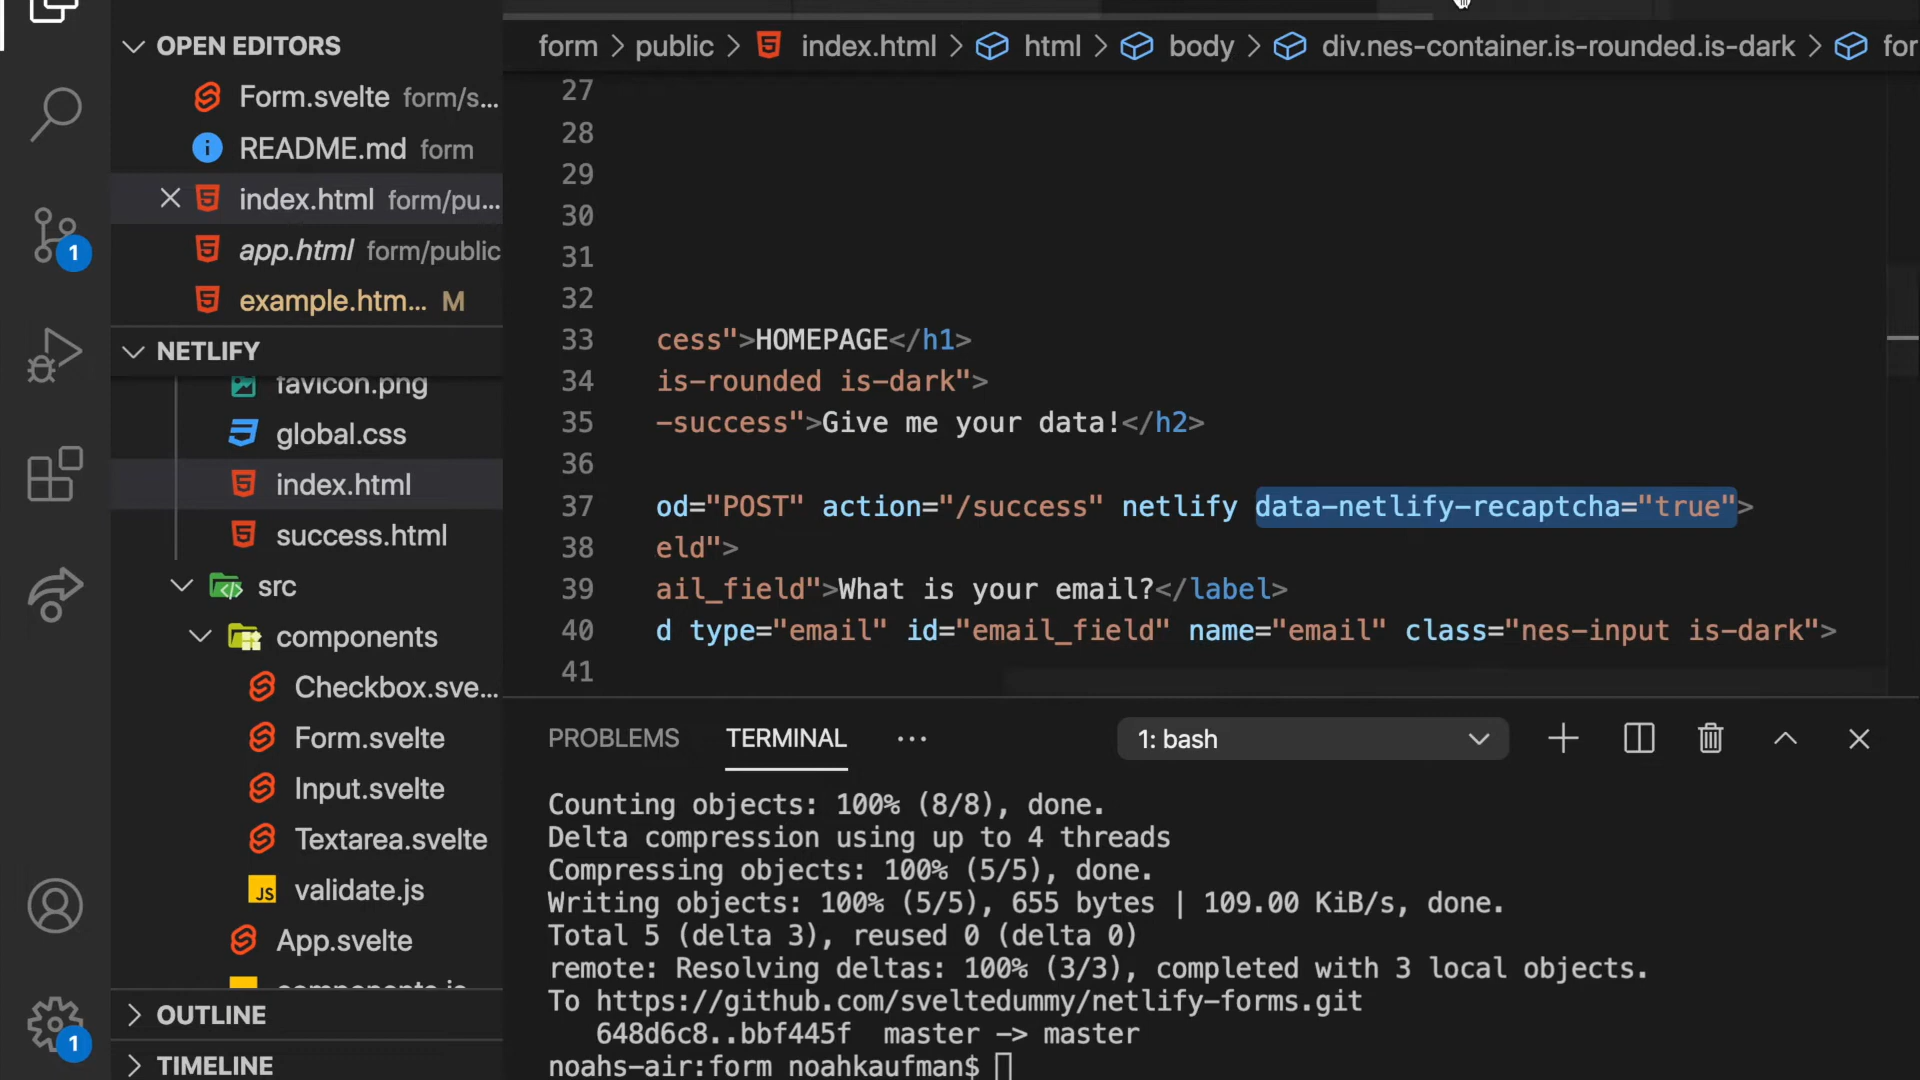 OPEN EDITORS
Form.svelte form/s...
README.md form
index.html form/pu...
app.html form/public
example.htm... M
NETLIFY
favicon.png
global.css
index.html
success.html
src
components
Checkbox.sve...
Form.svelte
Input.svelte
Textarea.svelte
validate.js
App.svelte
OUTLINE
TIMELINE
1
1
form > public > index.html > html > body > div.nes-container.is-rounded.is-dark > for
27
28
29
30
31
32
33 cess">HOMEPAGE</h1>
34 is-rounded is-dark">
35 -success">Give me your data!</h2>
36
37 od="POST" action="/success" netlify data-netlify-recaptcha="true">
38 eld">
39 ail_field">What is your email?</label>
40 d type="email" id="email_field" name="email" class="nes-input is-dark">
41
PROBLEMS TERMINAL ... 1: bash
Counting objects: 100% (8/8), done.
Delta compression using up to 4 threads
Compressing objects: 100% (5/5), done.
Writing objects: 100% (5/5), 655 bytes | 109.00 KiB/s, done.
Total 5 (delta 3), reused 0 (delta 0)
remote: Resolving deltas: 100% (3/3), completed with 3 local objects.
To https://github.com/sveltedummy/netlify-forms.git
648d6c8..bbf445f master -> master
noahs-air:form noahkaufman$